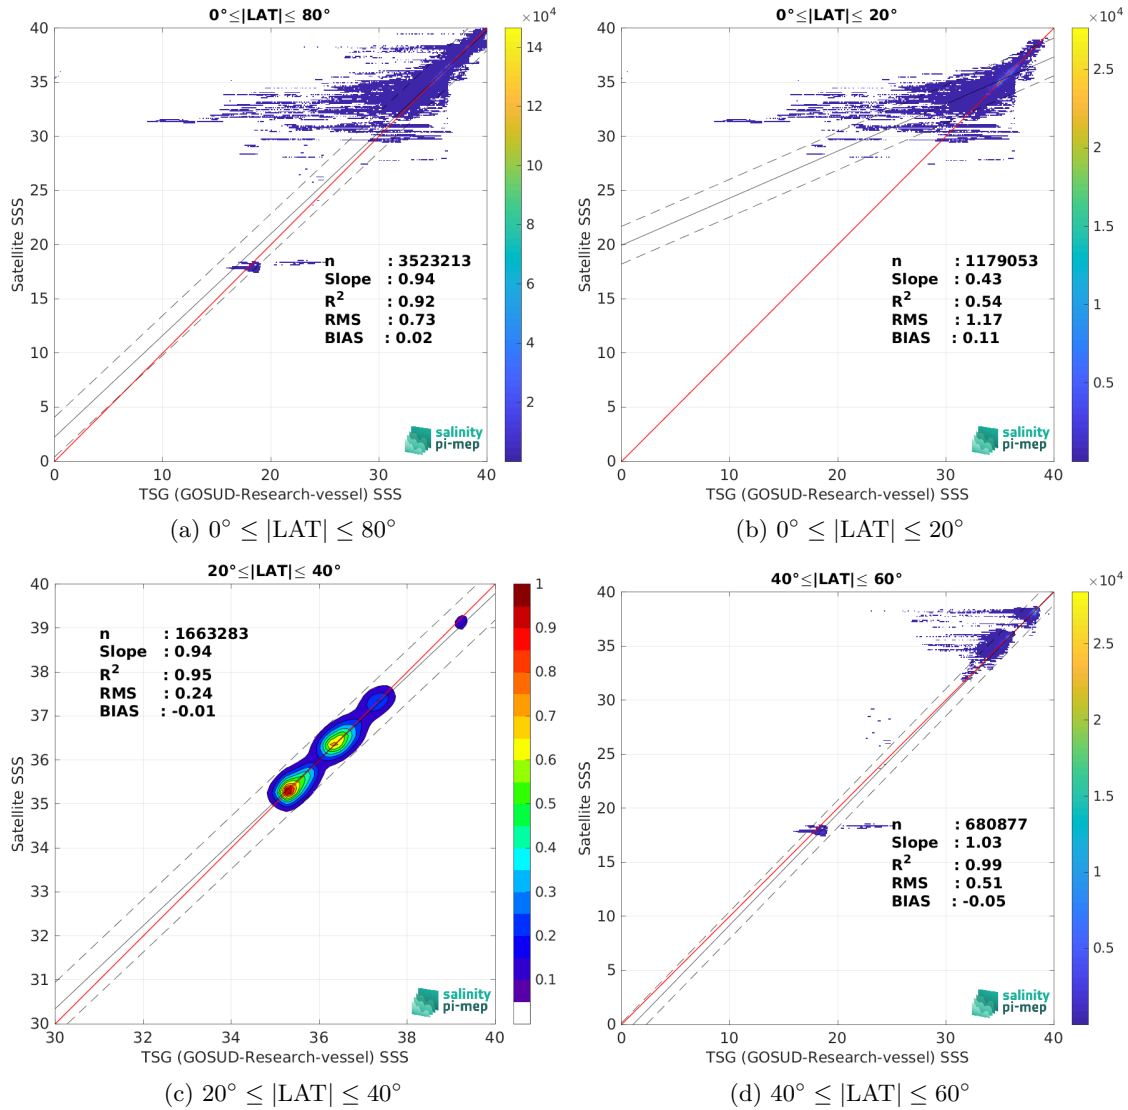 0°≤|LAT|≤ 80°
×10⁴
40
35
30
25
20
15
10
5
0
0 10 20 30 40
14
12
10
8
6
4
2
Satellite SSS
TSG (GOSUD-Research-vessel) SSS
n : 3523213
Slope : 0.94
R² : 0.92
RMS : 0.73
BIAS : 0.02
salinity
pi-mep
(a) 0° ≤ |LAT| ≤ 80°
0°≤|LAT|≤ 20°
×10⁴
40
35
30
25
20
15
10
5
0
0 10 20 30 40
2.5
2
1.5
1
0.5
Satellite SSS
TSG (GOSUD-Research-vessel) SSS
n : 1179053
Slope : 0.43
R² : 0.54
RMS : 1.17
BIAS : 0.11
salinity
pi-mep
(b) 0° ≤ |LAT| ≤ 20°
20°≤|LAT|≤ 40°
40
39
38
37
36
35
34
33
32
31
30
30 32 34 36 38 40
1
0.9
0.8
0.7
0.6
0.5
0.4
0.3
0.2
0.1
Satellite SSS
TSG (GOSUD-Research-vessel) SSS
n : 1663283
Slope : 0.94
R² : 0.95
RMS : 0.24
BIAS : -0.01
salinity
pi-mep
(c) 20° ≤ |LAT| ≤ 40°
40°≤|LAT|≤ 60°
×10⁴
40
35
30
25
20
15
10
5
0
0 10 20 30 40
2.5
2
1.5
1
0.5
Satellite SSS
TSG (GOSUD-Research-vessel) SSS
n : 680877
Slope : 1.03
R² : 0.99
RMS : 0.51
BIAS : -0.05
salinity
pi-mep
(d) 40° ≤ |LAT| ≤ 60°